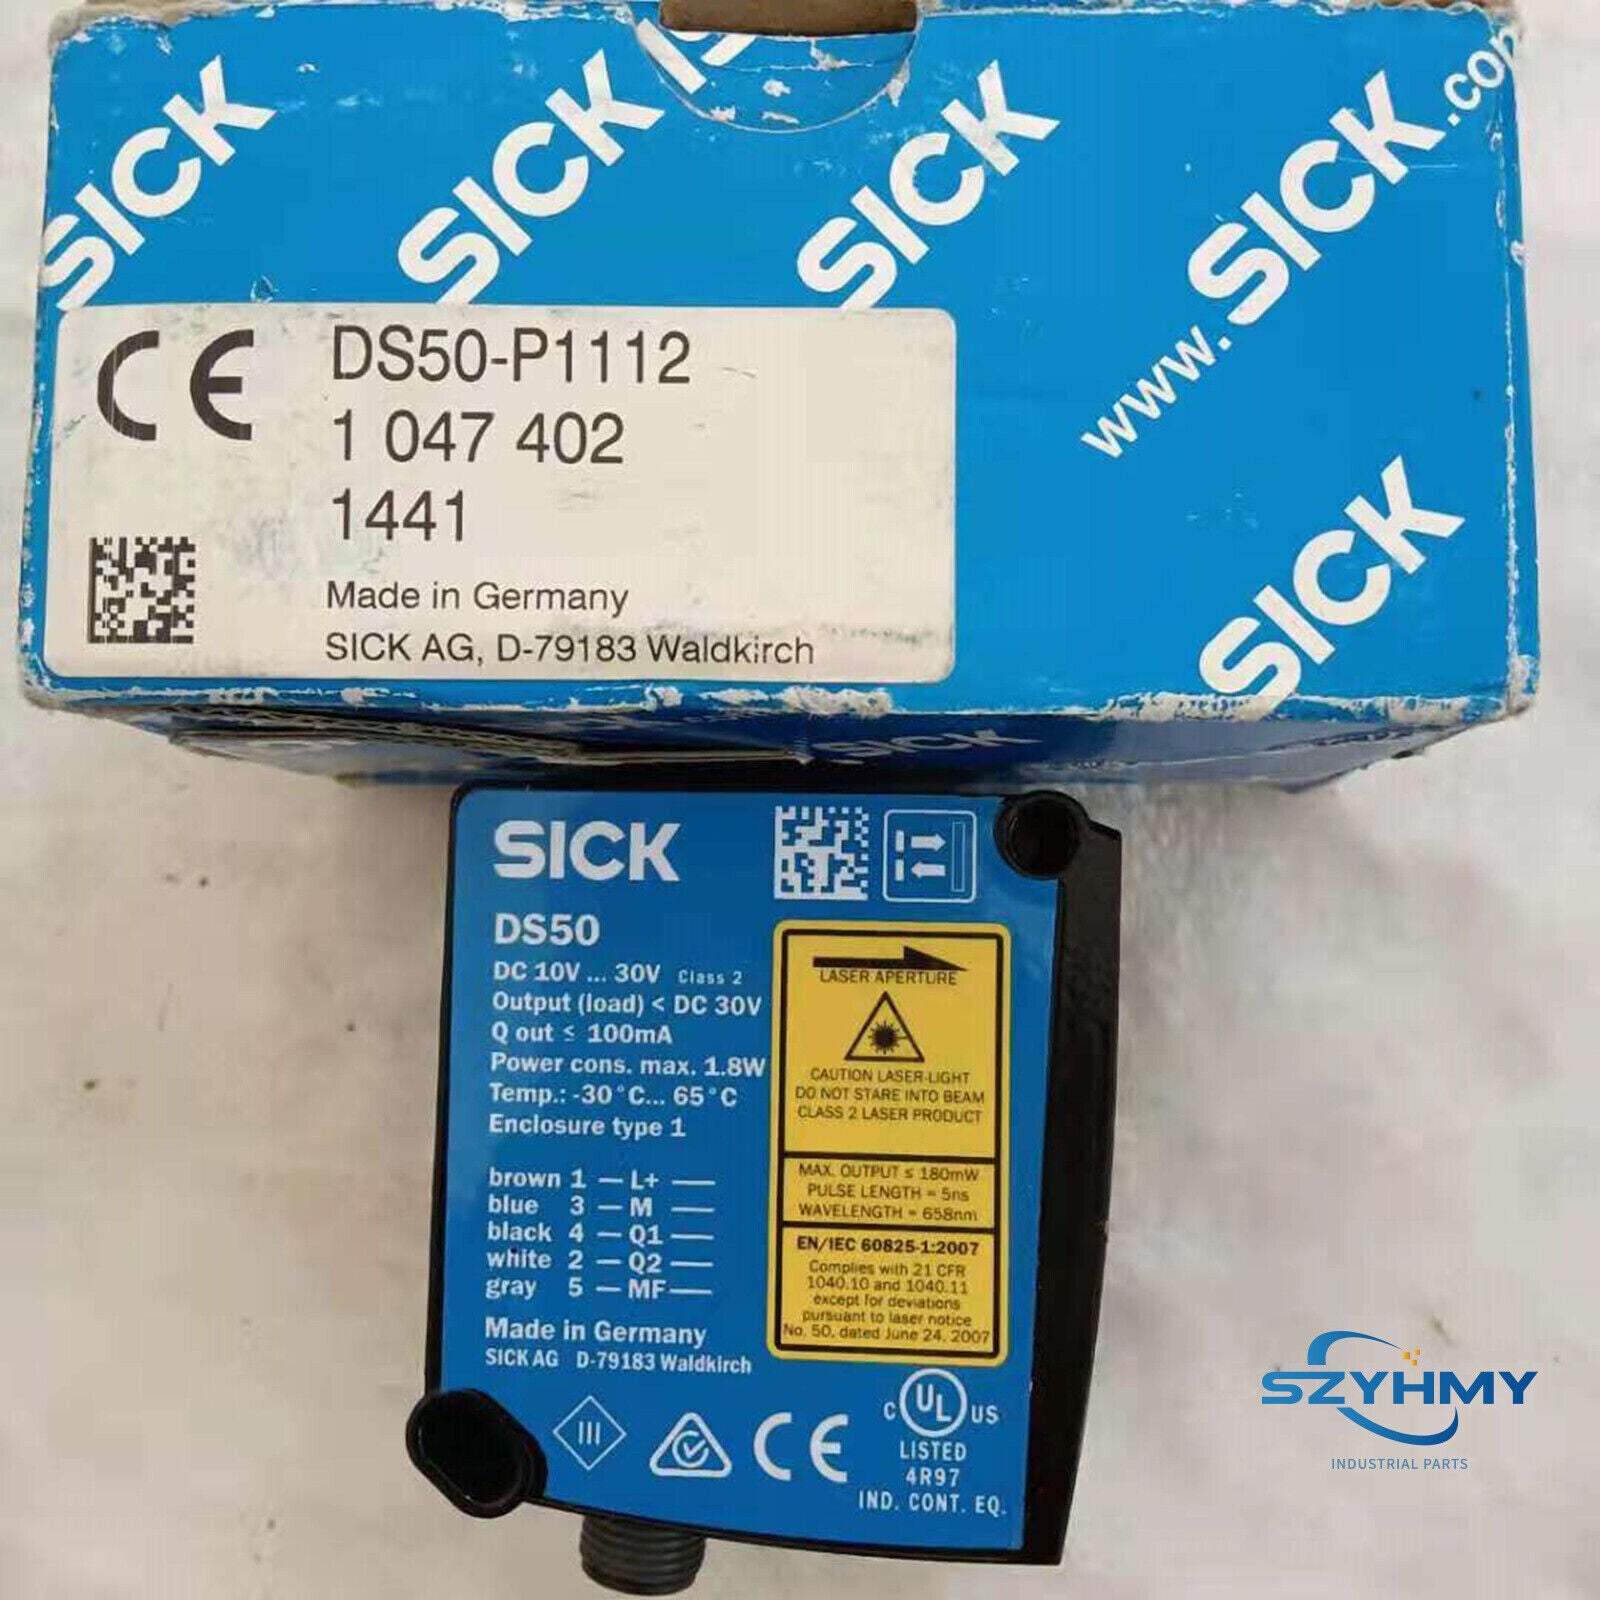 SICK
SICK
SICK
www.SICK.com
SICK
CE
DS50-P1112
1 047 402
1441
Made in Germany
SICK AG, D-79183 Waldkirch
SICK
SICK
DS50
DC 10V ... 30V Class 2
Output (load) < DC 30V
Q out ≤ 100mA
Power cons. max. 1.8W
Temp.: -30°C... 65°C
Enclosure type 1
brown 1 — L+ —
blue 3 — M —
black 4 — Q1 —
white 2 — Q2 —
gray 5 — MF —
Made in Germany
SICK AG D-79183 Waldkirch
LASER APERTURE
CAUTION LASER-LIGHT
DO NOT STARE INTO BEAM
CLASS 2 LASER PRODUCT
MAX. OUTPUT ≤ 180mW
PULSE LENGTH = 5ns
WAVELENGTH = 658nm
EN/IEC 60825-1:2007
Complies with 21 CFR
1040.10 and 1040.11
except for deviations
pursuant to laser notice
No. 50, dated June 24, 2007
III
CE
C UL US
LISTED
4R97
IND. CONT. EQ.
SZYHMY
INDUSTRIAL PARTS